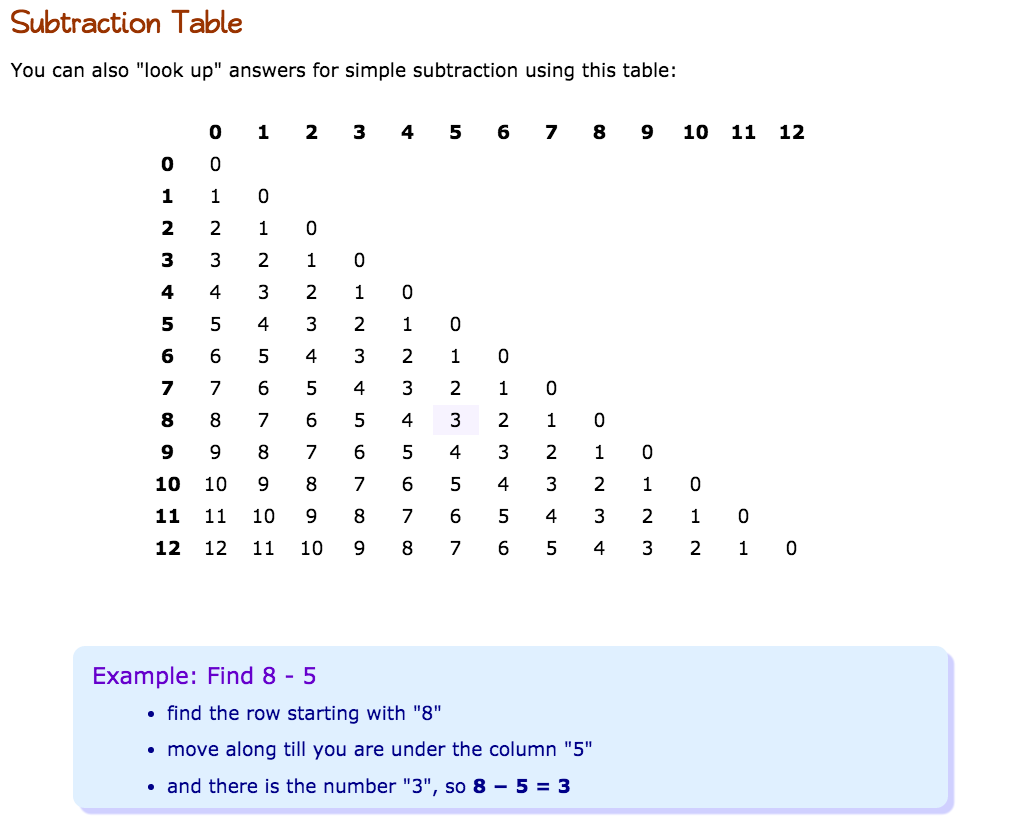 Subtraction Table
You can also "look up" answers for simple subtraction using this table:
0 1 2 3 4 5 6 7 8 9 10 11 12
0 0
1 1 0
2 2 1 0
3 3 2 1 0
4 4 3 2 1 0
5 5 4 3 2 1 0
6 6 5 4 3 2 1 0
7 7 6 5 4 3 2 1 0
8 8 7 6 5 4 3 2 1 0
9 9 8 7 6 5 4 3 2 1 0
10 10 9 8 7 6 5 4 3 2 1 0
11 11 10 9 8 7 6 5 4 3 2 1 0
12 12 11 10 9 8 7 6 5 4 3 2 1 0
Example: Find 8 - 5
• find the row starting with "8"
• move along till you are under the column "5"
• and there is the number "3", so 8 − 5 = 3